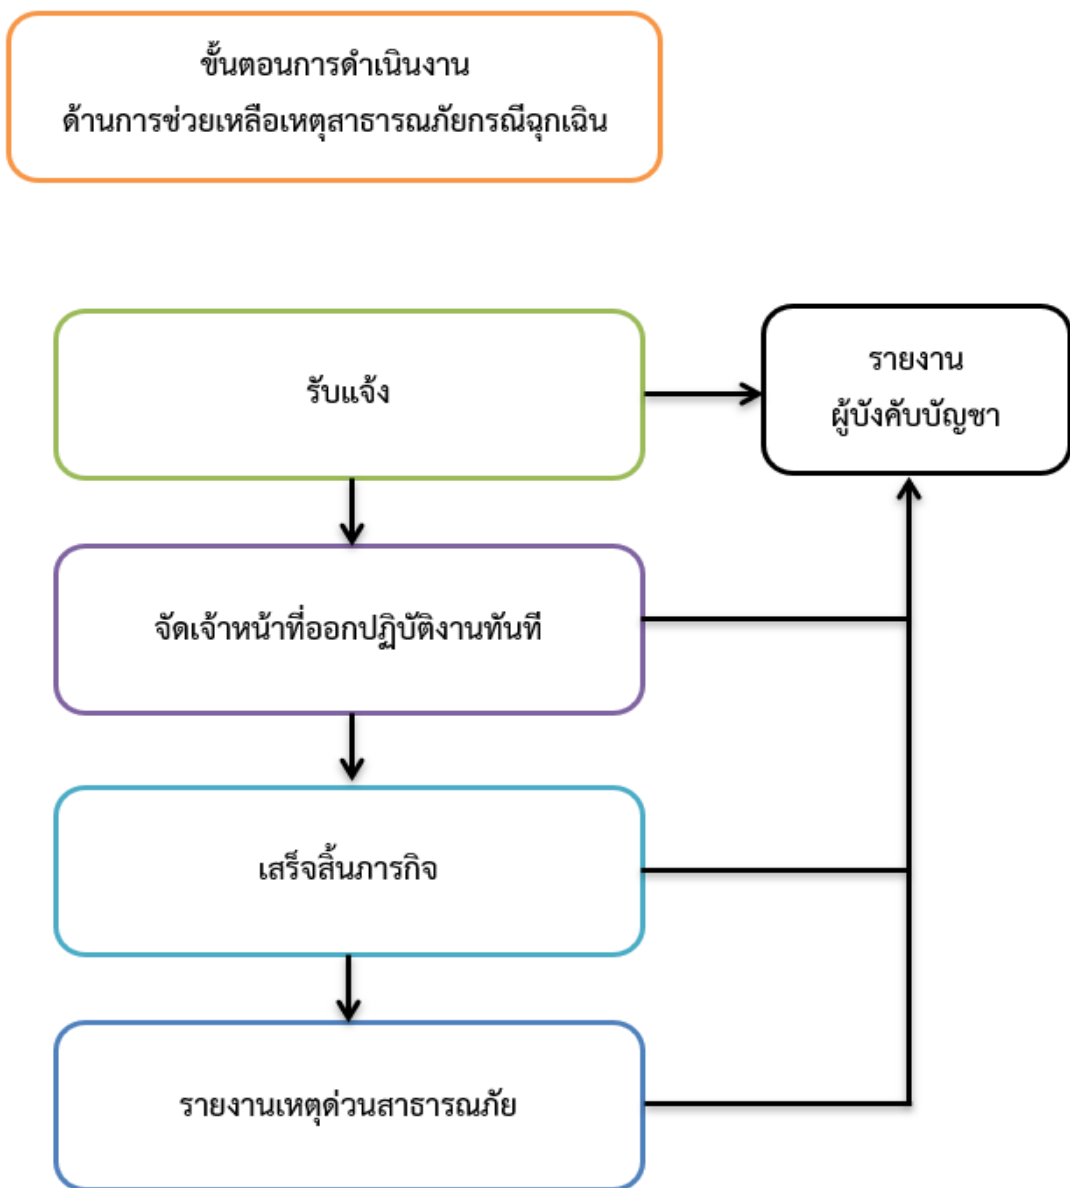 ขั้นตอนการดำเนินงาน
ด้านการช่วยเหลือเหตุสาธารณภัยกรณีฉุกเฉิน
รับแจ้ง
รายงาน
ผู้บังคับบัญชา
จัดเจ้าหน้าที่ออกปฏิบัติงานทันที
เสร็จสิ้นภารกิจ
รายงานเหตุด่วนสาธารณภัย